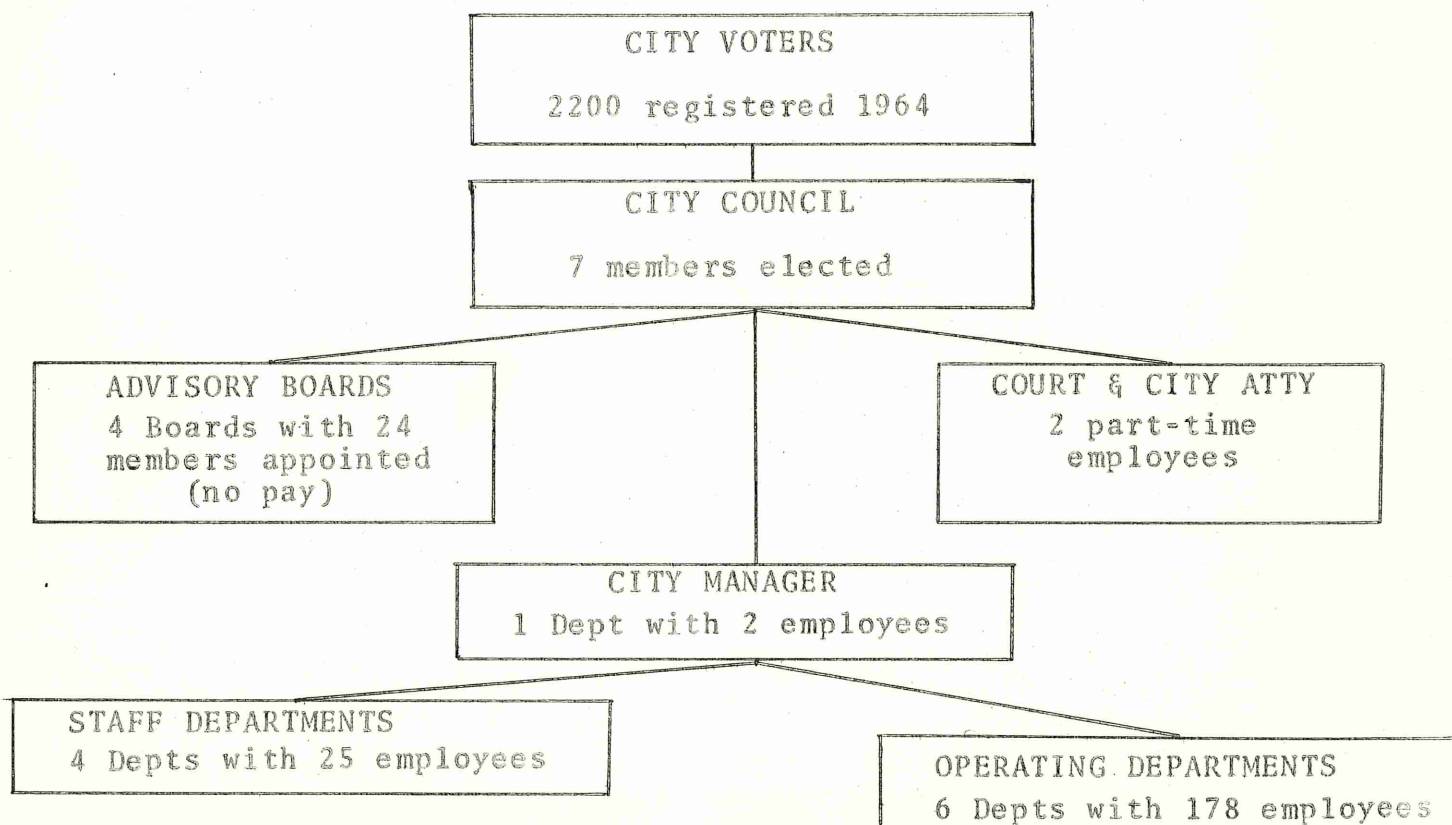 CITY VOTERS
2200 registered 1964
CITY COUNCIL
7 members elected
ADVISORY BOARDS
4 Boards with 24
members appointed
(no pay)
COURT & CITY ATTY
2 part-time
employees
CITY MANAGER
1 Dept with 2 employees
STAFF DEPARTMENTS
4 Depts with 25 employees
OPERATING DEPARTMENTS
6 Depts with 178 employees